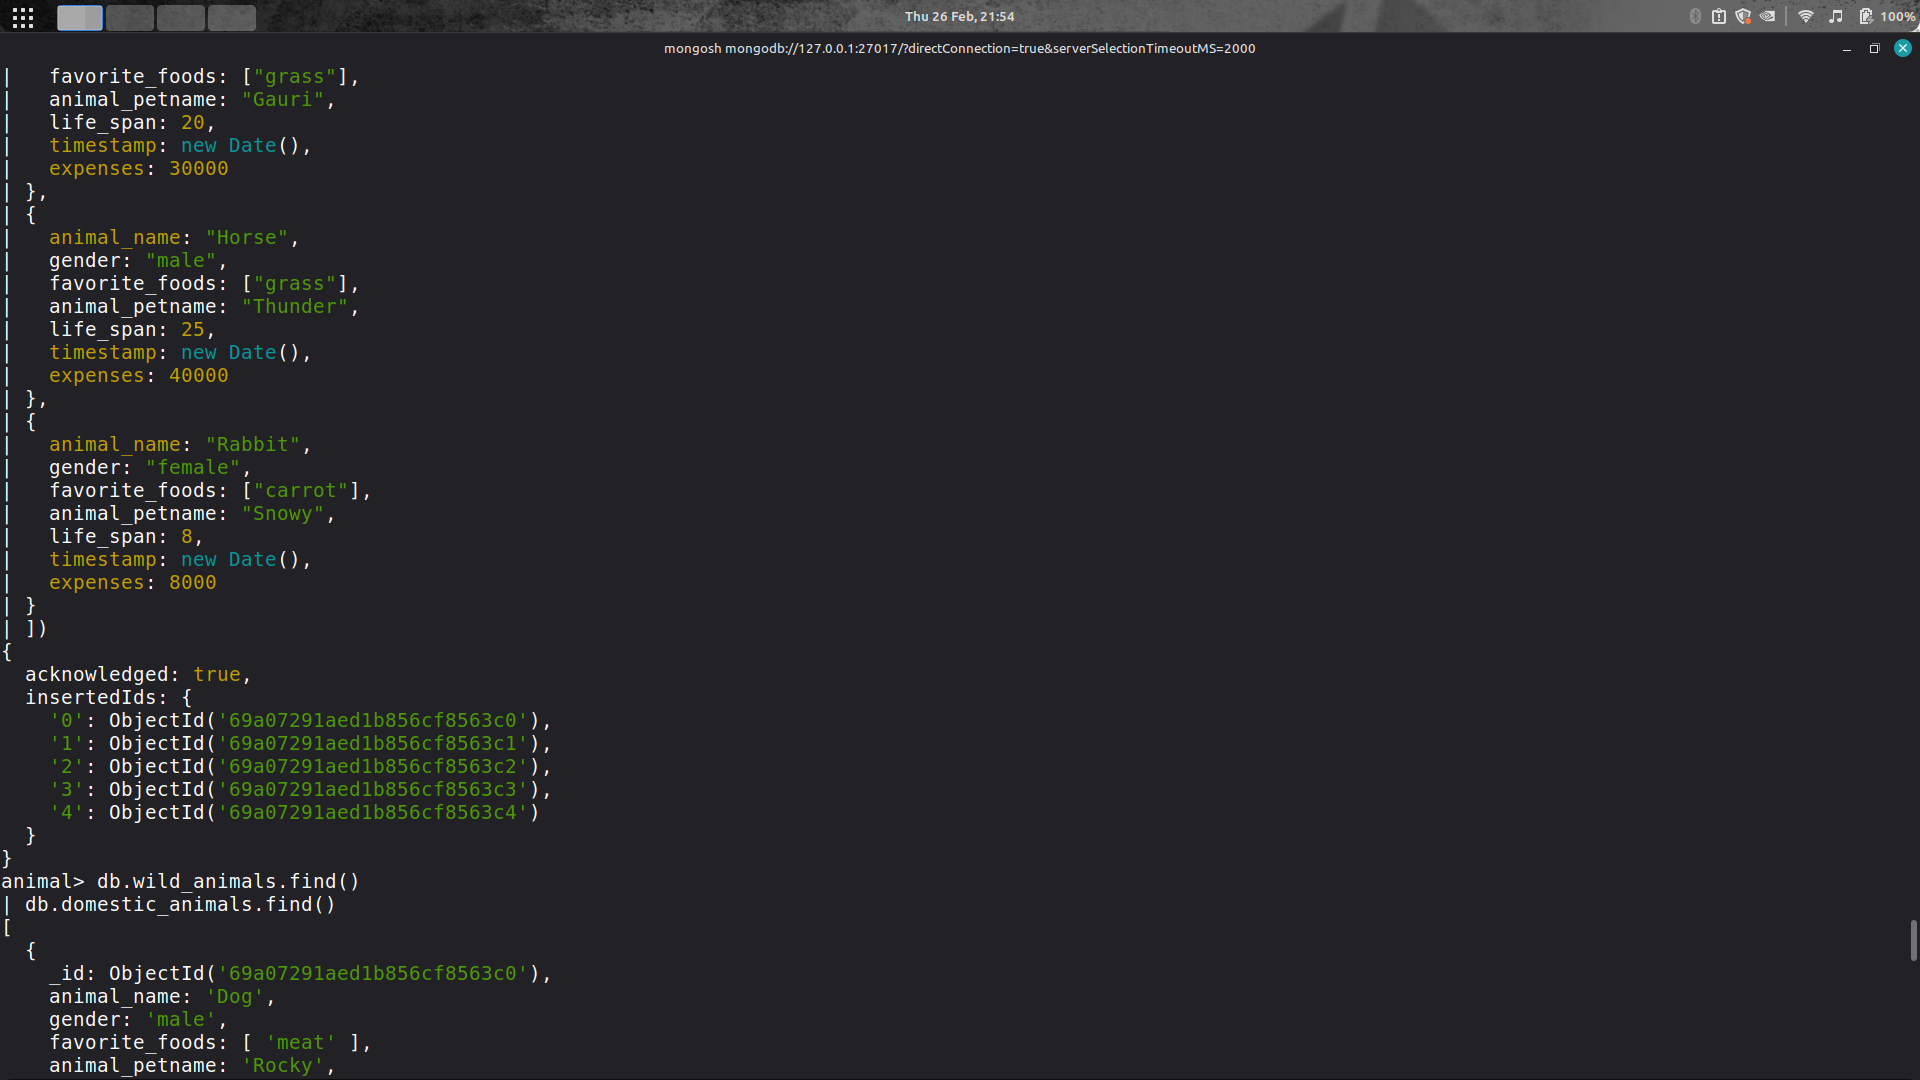 Thu 26 Feb, 21:54
100%
mongosh mongodb://127.0.0.1:27017/?directConnection=true&serverSelectionTimeoutMS=2000
|   favorite_foods: ["grass"],
|   animal_petname: "Gauri",
|   life_span: 20,
|   timestamp: new Date(),
|   expenses: 30000
| },
| {
|   animal_name: "Horse",
|   gender: "male",
|   favorite_foods: ["grass"],
|   animal_petname: "Thunder",
|   life_span: 25,
|   timestamp: new Date(),
|   expenses: 40000
| },
| {
|   animal_name: "Rabbit",
|   gender: "female",
|   favorite_foods: ["carrot"],
|   animal_petname: "Snowy",
|   life_span: 8,
|   timestamp: new Date(),
|   expenses: 8000
| }
| ])
{
  acknowledged: true,
  insertedIds: {
    '0': ObjectId('69a07291aed1b856cf8563c0'),
    '1': ObjectId('69a07291aed1b856cf8563c1'),
    '2': ObjectId('69a07291aed1b856cf8563c2'),
    '3': ObjectId('69a07291aed1b856cf8563c3'),
    '4': ObjectId('69a07291aed1b856cf8563c4')
  }
}
animal> db.wild_animals.find()
| db.domestic_animals.find()
[
  {
    _id: ObjectId('69a07291aed1b856cf8563c0'),
    animal_name: 'Dog',
    gender: 'male',
    favorite_foods: [ 'meat' ],
    animal_petname: 'Rocky',